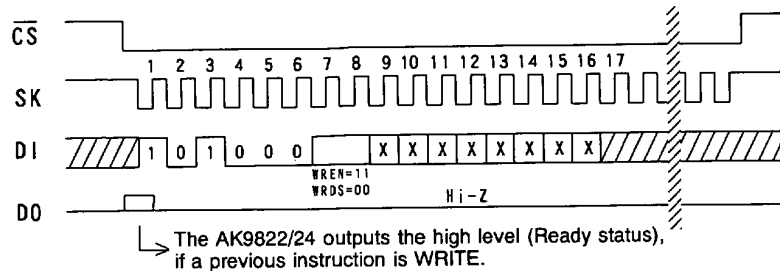 CS
1 2 3 4 5 6 7 8 9 10 11 12 13 14 15 16 17
SK
DI 1 0 1 0 0 0 X X X X X X X X
WREN=11
WRDS=00
DO Hi-Z
The AK9822/24 outputs the high level (Ready status),
if a previous instruction is WRITE.